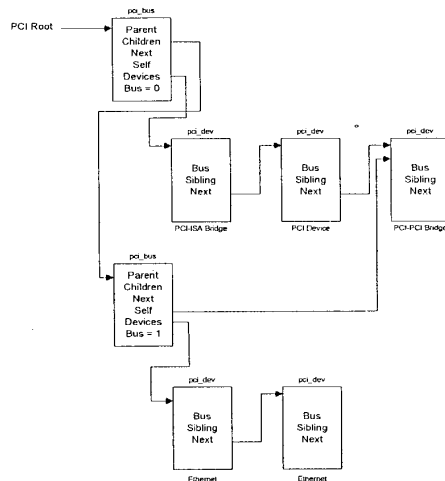 pci_bus
PCI Root
Parent
Children
Next
Self
Devices
Bus = 0
pci_dev
pci_dev
pci_dev
Bus
Sibling
Next
Bus
Sibling
Next
Bus
Sibling
Next
PCI-ISA Bridge
PCI Device
PCI-PCI Bridge
pci_bus
Parent
Children
Next
Self
Devices
Bus = 1
pci_dev
pci_dev
Bus
Sibling
Next
Bus
Sibling
Next
Ethernet
Ethernet